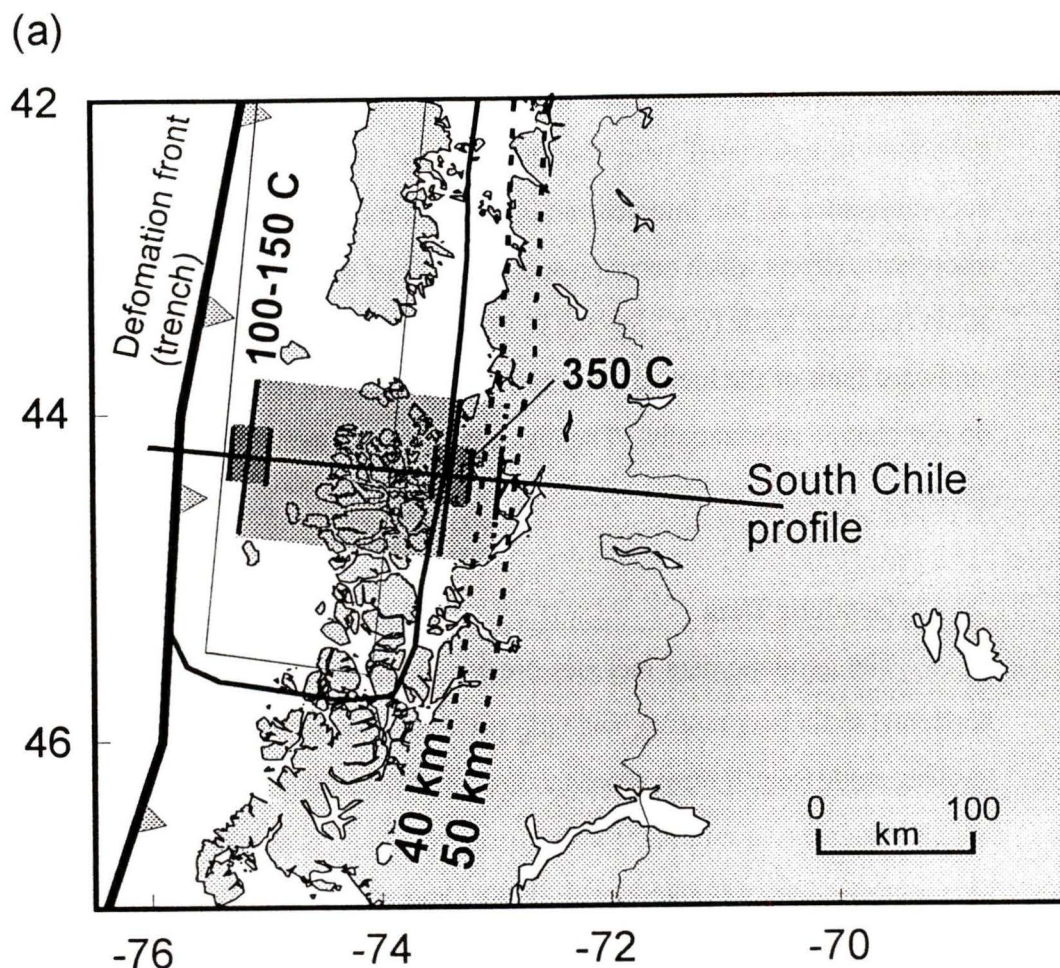 (a)
42
Deformation front
(trench)
100-150 C
350 C
44
South Chile
profile
46
40 km
50 km
0 100
km
-76 -74 -72 -70